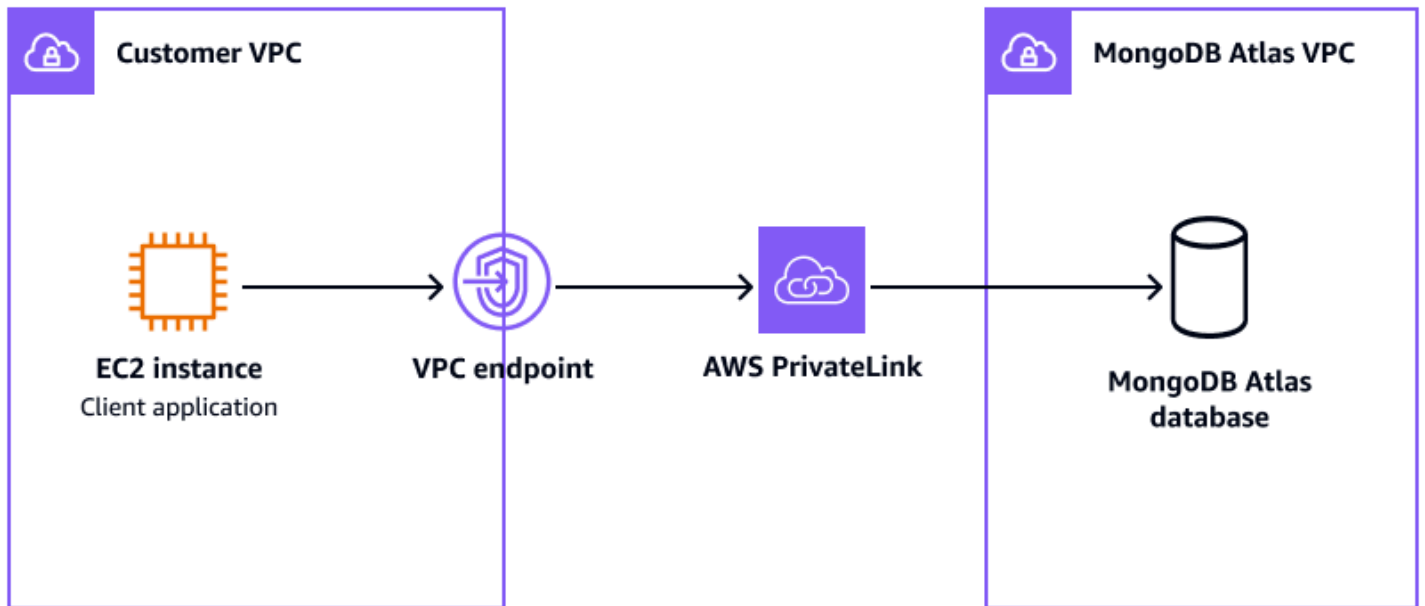 Customer VPC
MongoDB Atlas VPC
EC2 instance
Client application
VPC endpoint
AWS PrivateLink
MongoDB Atlas
database